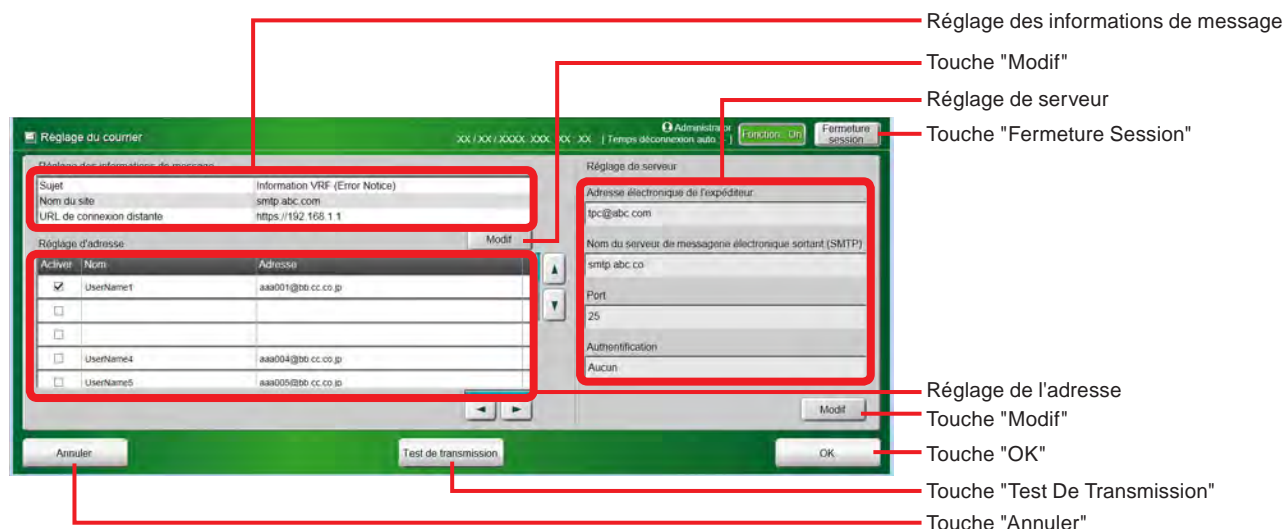 Réglage des informations de message
Touche "Modif"
Réglage de serveur
Touche "Fermeture Session"
Réglage du courrier
XX / XX / XXXX XXX XX : XX [ Temps déconnexion auto -- ]
Administrator
Fonction: On
Fermeture session
Réglage des informations de message
Sujet Information VRF (Error Notice)
Nom du site smtp abc.com
URL de connexion distante https://192.168.1.1
Modif
Réglage d'adresse
Activer Nom Adresse
UserName1 aaa001@bb.cc.co.jp
UserName4 aaa004@bb.cc.co.jp
UserName5 aaa005@bb.cc.co.jp
Réglage de serveur
Adresse électronique de l'expéditeur
tpc@abc.com
Nom du serveur de messagerie électronique sortant (SMTP)
smtp.abc.co
Port
25
Authentification
Aucun
Modif
Annuler
Test de transmission
OK
Réglage de l'adresse
Touche "Modif"
Touche "OK"
Touche "Test De Transmission"
Touche "Annuler"